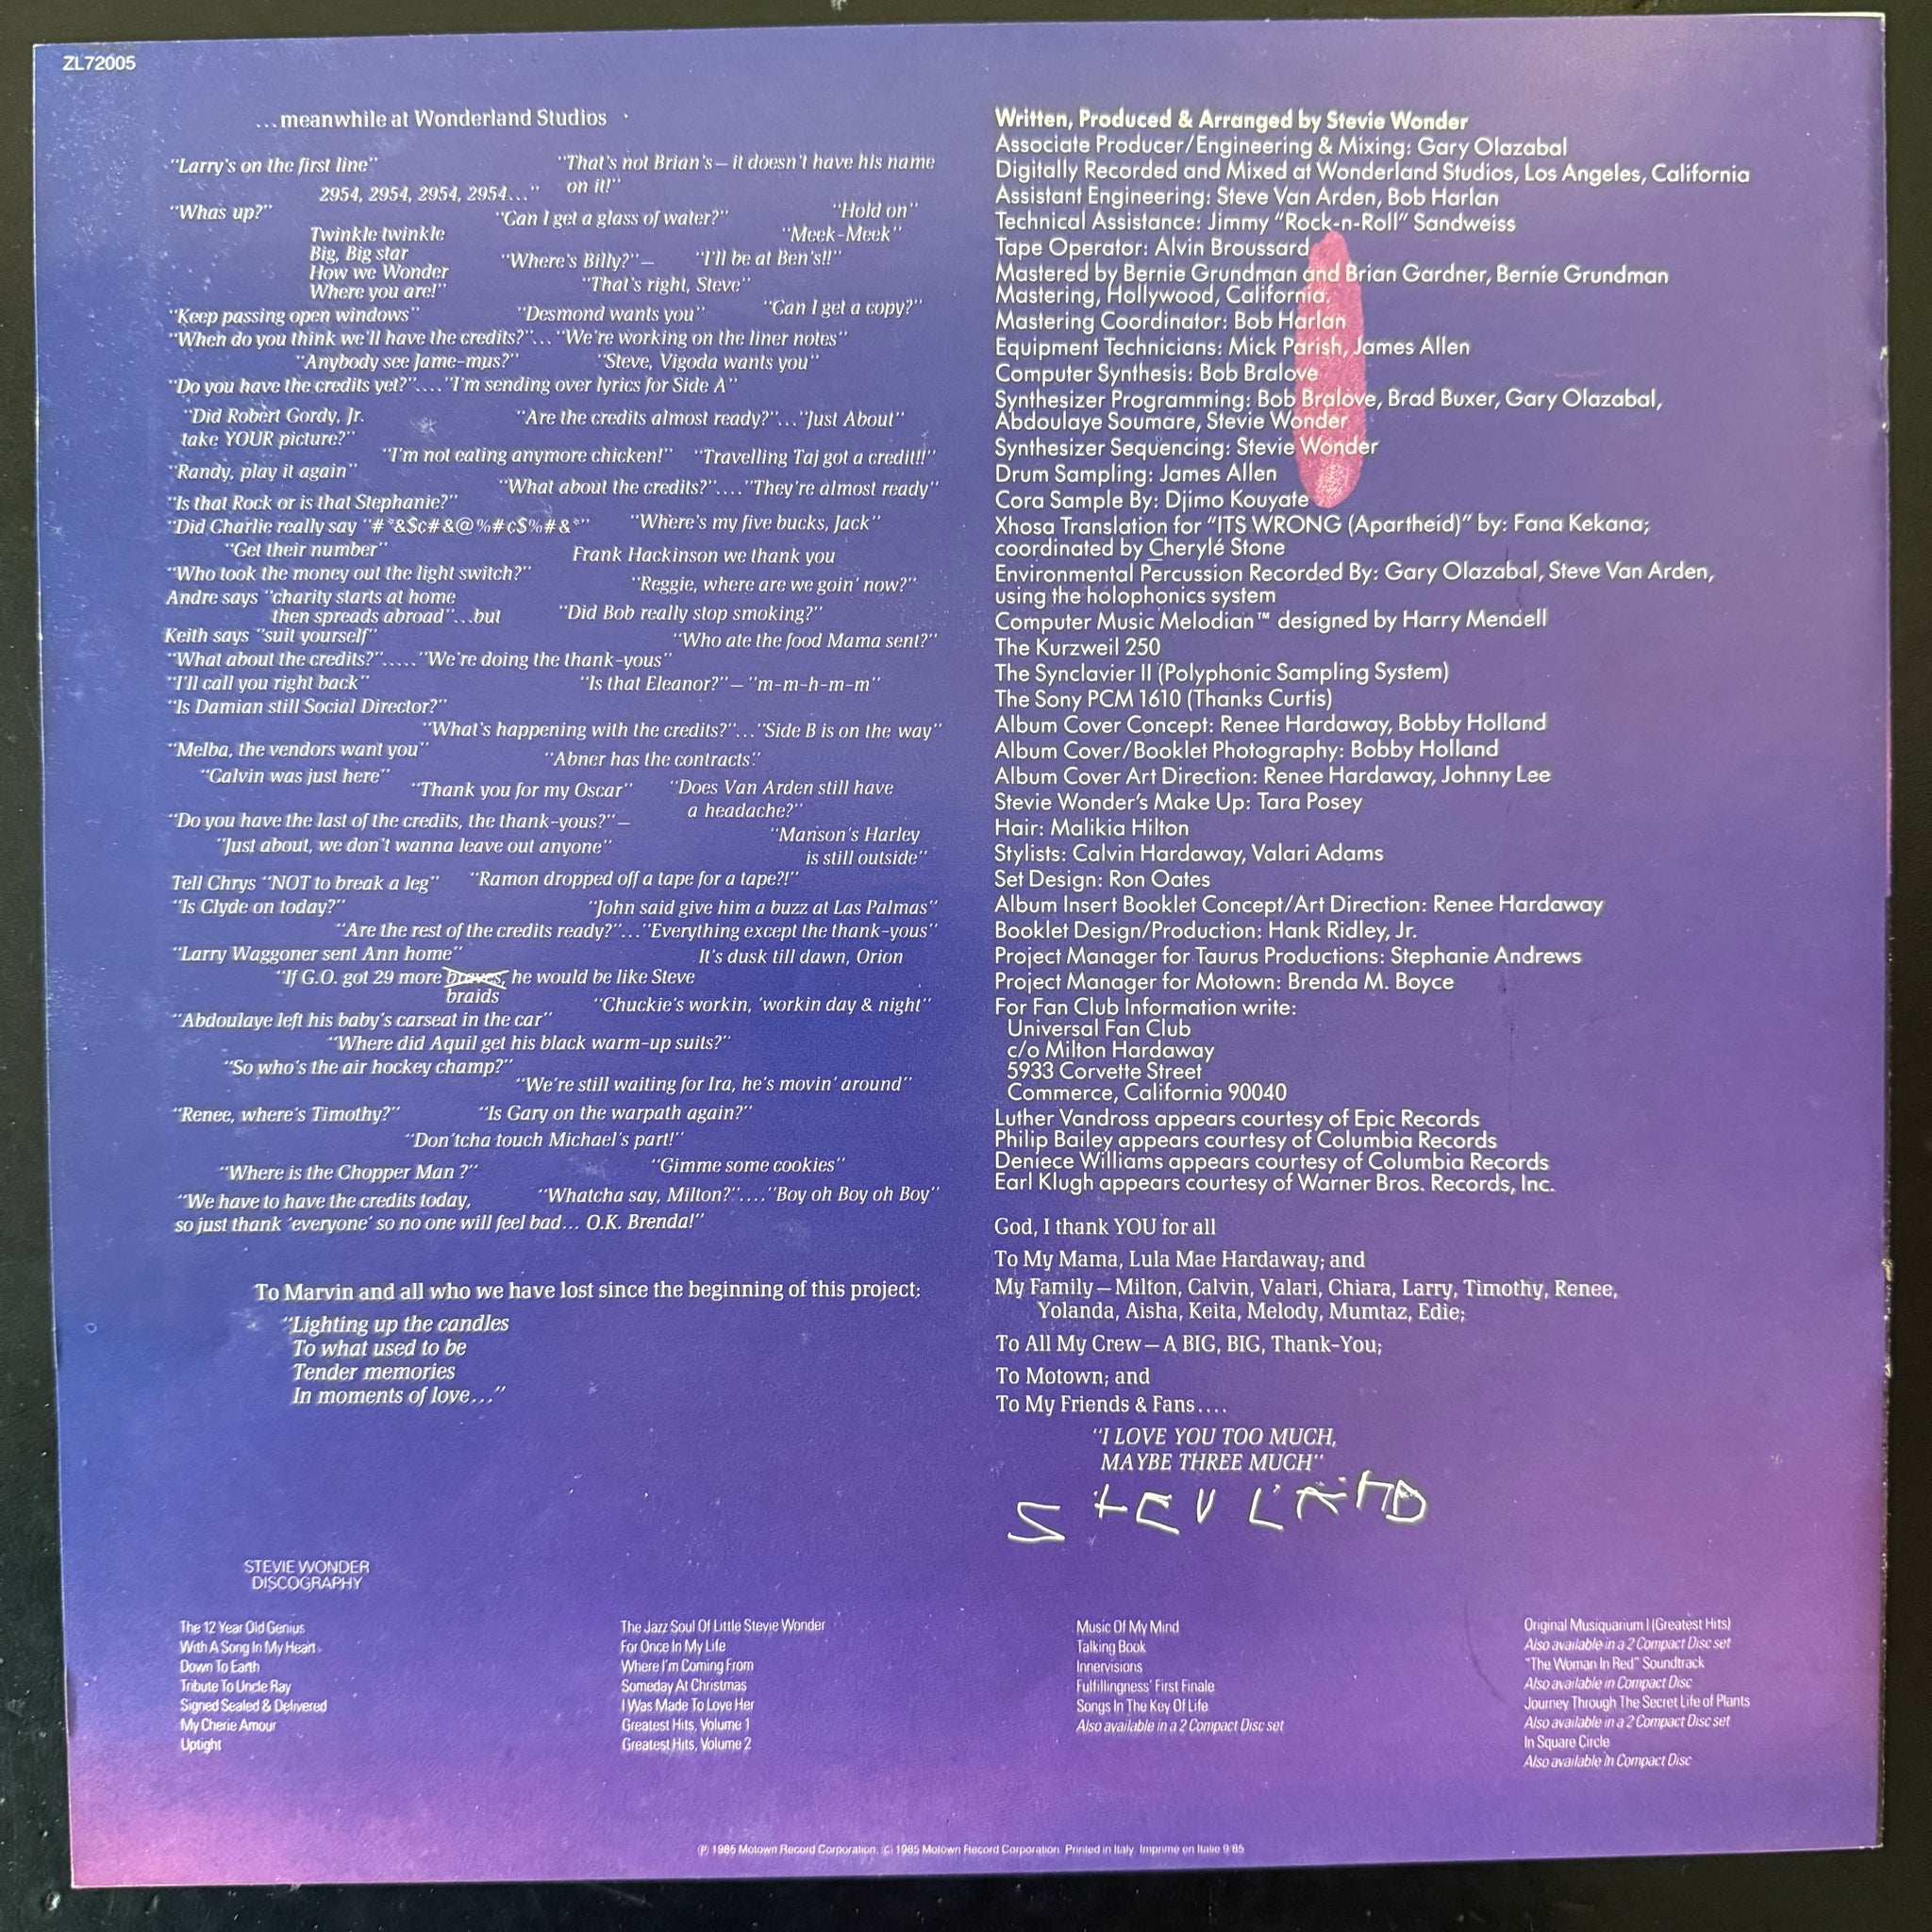 ZL72005
...meanwhile at Wonderland Studios
"Larry's on the first line"
"That's not Brian's – it doesn't have his name
on it!"
2954, 2954, 2954, 2954..."
"Whas up?"
"Can I get a glass of water?"
"Hold on"
Twinkle twinkle
Big, Big star
How we Wonder
Where you are!"
"Meek-Meek"
"Where's Billy?" –
"I'll be at Ben's!!"
"That's right, Steve"
"Can I get a copy?"
"Keep passing open windows"
"Desmond wants you"
"When do you think we'll have the credits?"... "We're working on the liner notes"
"Anybody see Jame-mus?"
"Steve, Vigoda wants you"
"Do you have the credits yet?"...."I'm sending over lyrics for Side A"
"Did Robert Gordy, Jr.
take YOUR picture?"
"Are the credits almost ready?"..."Just About"
"I'm not eating anymore chicken!"
"Travelling Taj got a credit!!"
"Randy, play it again"
"What about the credits?"...."They're almost ready"
"Is that Rock or is that Stephanie?"
"Did Charlie really say "#*&$¢#&@%#¢$%#&*"
"Where's my five bucks, Jack"
"Get their number"
Frank Hackinson we thank you
"Who took the money out the light switch?"
"Reggie, where are we goin' now?"
Andre says "charity starts at home
then spreads abroad"...but
"Did Bob really stop smoking?"
Keith says "suit yourself"
"Who ate the food Mama sent?"
"What about the credits?"....."We're doing the thank-yous"
"I'll call you right back"
"Is that Eleanor?" – "m-m-h-m-m"
"Is Damian still Social Director?"
"What's happening with the credits?"..."Side B is on the way"
"Melba, the vendors want you"
"Abner has the contracts."
"Calvin was just here"
"Thank you for my Oscar"
"Does Van Arden still have
a headache?"
"Do you have the last of the credits, the thank-yous?" –
"Just about, we don't wanna leave out anyone"
"Manson's Harley
is still outside"
Tell Chrys "NOT to break a leg"
"Ramon dropped off a tape for a tape?!"
"Is Clyde on today?"
"John said give him a buzz at Las Palmas"
"Are the rest of the credits ready?"..."Everything except the thank-yous"
"Larry Waggoner sent Ann home"
It's dusk till dawn, Orion
"If G.O. got 29 more braves, he would be like Steve
braids
"Chuckie's workin, 'workin day & night"
"Abdoulaye left his baby's carseat in the car"
"Where did Aquil get his black warm-up suits?"
"So who's the air hockey champ?"
"We're still waiting for Ira, he's movin' around"
"Renee, where's Timothy?"
"Is Gary on the warpath again?"
"Don'tcha touch Michael's part!"
"Where is the Chopper Man ?"
"Gimme some cookies"
"We have to have the credits today,
"Whatcha say, Milton?"...."Boy oh Boy oh Boy"
so just thank 'everyone' so no one will feel bad... O.K. Brenda!"
To Marvin and all who we have lost since the beginning of this project;
"Lighting up the candles
To what used to be
Tender memories
In moments of love..."
Written, Produced & Arranged by Stevie Wonder
Associate Producer/Engineering & Mixing: Gary Olazabal
Digitally Recorded and Mixed at Wonderland Studios, Los Angeles, California
Assistant Engineering: Steve Van Arden, Bob Harlan
Technical Assistance: Jimmy "Rock-n-Roll" Sandweiss
Tape Operator: Alvin Broussard
Mastered by Bernie Grundman and Brian Gardner, Bernie Grundman
Mastering, Hollywood, California.
Mastering Coordinator: Bob Harlan
Equipment Technicians: Mick Parish, James Allen
Computer Synthesis: Bob Bralove
Synthesizer Programming: Bob Bralove, Brad Buxer, Gary Olazabal,
Abdoulaye Soumare, Stevie Wonder
Synthesizer Sequencing: Stevie Wonder
Drum Sampling: James Allen
Cora Sample By: Djimo Kouyate
Xhosa Translation for "ITS WRONG (Apartheid)" by: Fana Kekana;
coordinated by Cherylé Stone
Environmental Percussion Recorded By: Gary Olazabal, Steve Van Arden,
using the holophonics system
Computer Music Melodian™ designed by Harry Mendell
The Kurzweil 250
The Synclavier II (Polyphonic Sampling System)
The Sony PCM 1610 (Thanks Curtis)
Album Cover Concept: Renee Hardaway, Bobby Holland
Album Cover/Booklet Photography: Bobby Holland
Album Cover Art Direction: Renee Hardaway, Johnny Lee
Stevie Wonder's Make Up: Tara Posey
Hair: Malikia Hilton
Stylists: Calvin Hardaway, Valari Adams
Set Design: Ron Oates
Album Insert Booklet Concept/Art Direction: Renee Hardaway
Booklet Design/Production: Hank Ridley, Jr.
Project Manager for Taurus Productions: Stephanie Andrews
Project Manager for Motown: Brenda M. Boyce
For Fan Club Information write:
Universal Fan Club
c/o Milton Hardaway
5933 Corvette Street
Commerce, California 90040
Luther Vandross appears courtesy of Epic Records
Philip Bailey appears courtesy of Columbia Records
Deniece Williams appears courtesy of Columbia Records
Earl Klugh appears courtesy of Warner Bros. Records, Inc.
God, I thank YOU for all
To My Mama, Lula Mae Hardaway; and
My Family – Milton, Calvin, Valari, Chiara, Larry, Timothy, Renee,
Yolanda, Aisha, Keita, Melody, Mumtaz, Edie;
To All My Crew – A BIG, BIG, Thank-You;
To Motown; and
To My Friends & Fans....
"I LOVE YOU TOO MUCH,
MAYBE THREE MUCH"
STEVLAND
STEVIE WONDER
DISCOGRAPHY
The 12 Year Old Genius
With A Song In My Heart
Down To Earth
Tribute To Uncle Ray
Signed Sealed & Delivered
My Cherie Amour
Uptight
The Jazz Soul Of Little Stevie Wonder
For Once In My Life
Where I'm Coming From
Someday At Christmas
I Was Made To Love Her
Greatest Hits, Volume 1
Greatest Hits, Volume 2
Music Of My Mind
Talking Book
Innervisions
Fulfillingness' First Finale
Songs In The Key Of Life
Also available in a 2 Compact Disc set
Original Musiquarium I (Greatest Hits)
Also available in a 2 Compact Disc set
"The Woman In Red" Soundtrack
Also available in Compact Disc
Journey Through The Secret Life of Plants
Also available in a 2 Compact Disc set
In Square Circle
Also available in Compact Disc
℗ 1985 Motown Record Corporation. © 1985 Motown Record Corporation. Printed in Italy. Imprimé en Italie 9/85